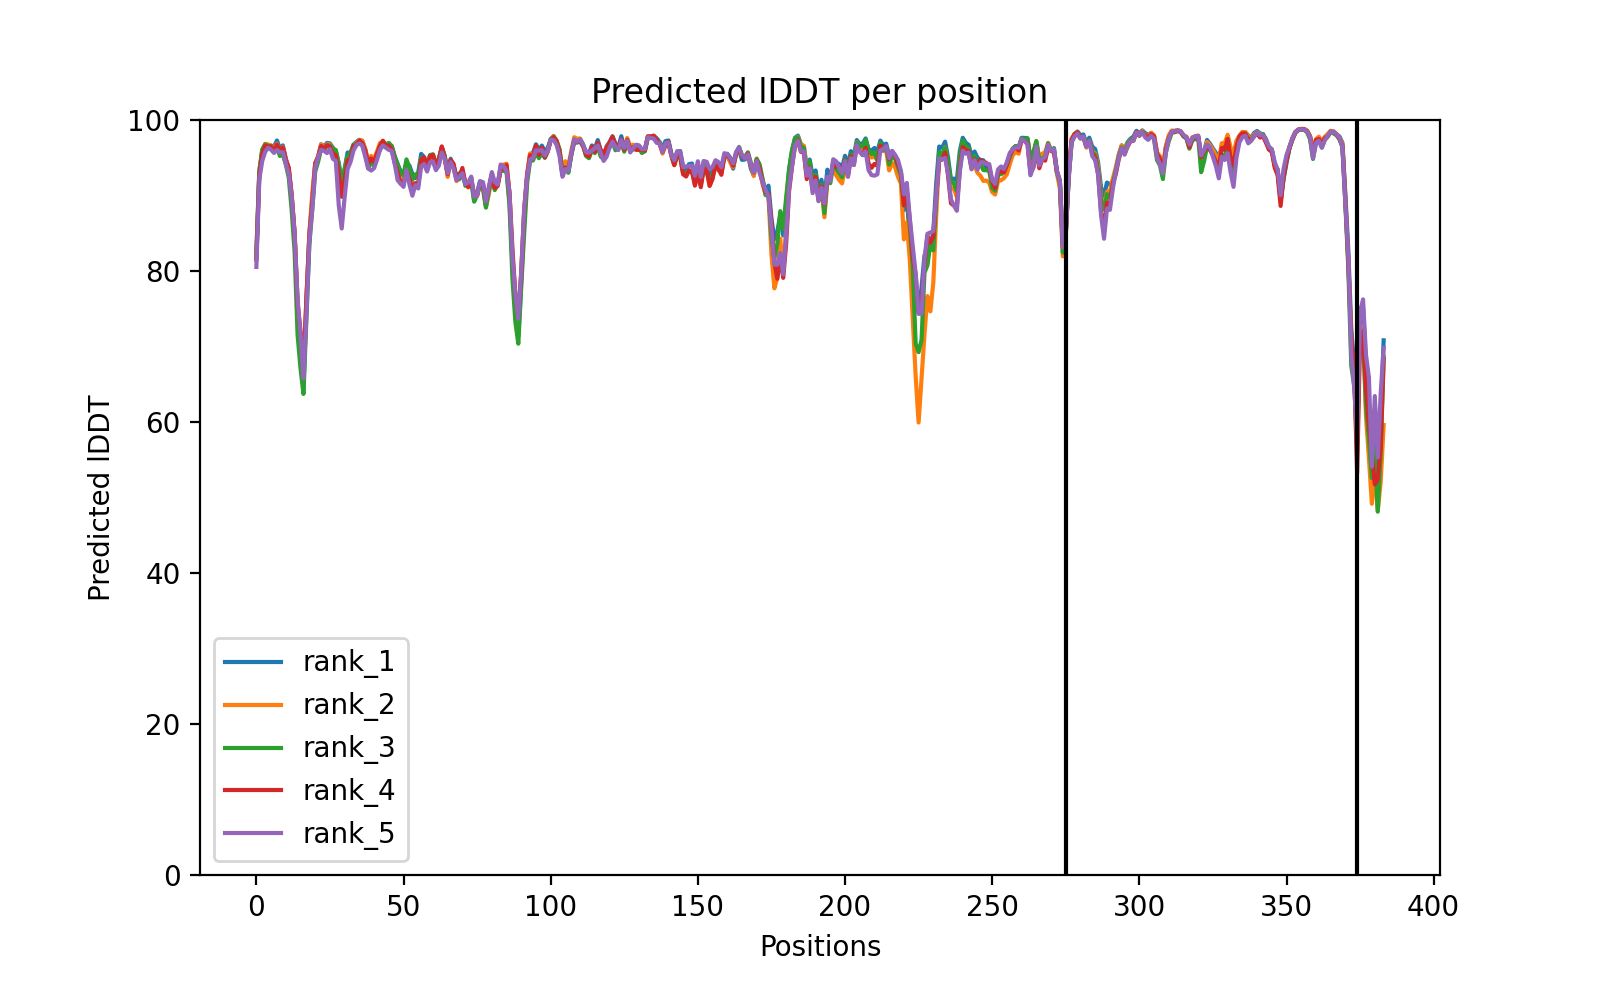 Predicted lDDT per position
100
80
60
40
20
0
Predicted lDDT
rank_1
rank_2
rank_3
rank_4
rank_5
0 50 100 150 200 250 300 350 400
Positions